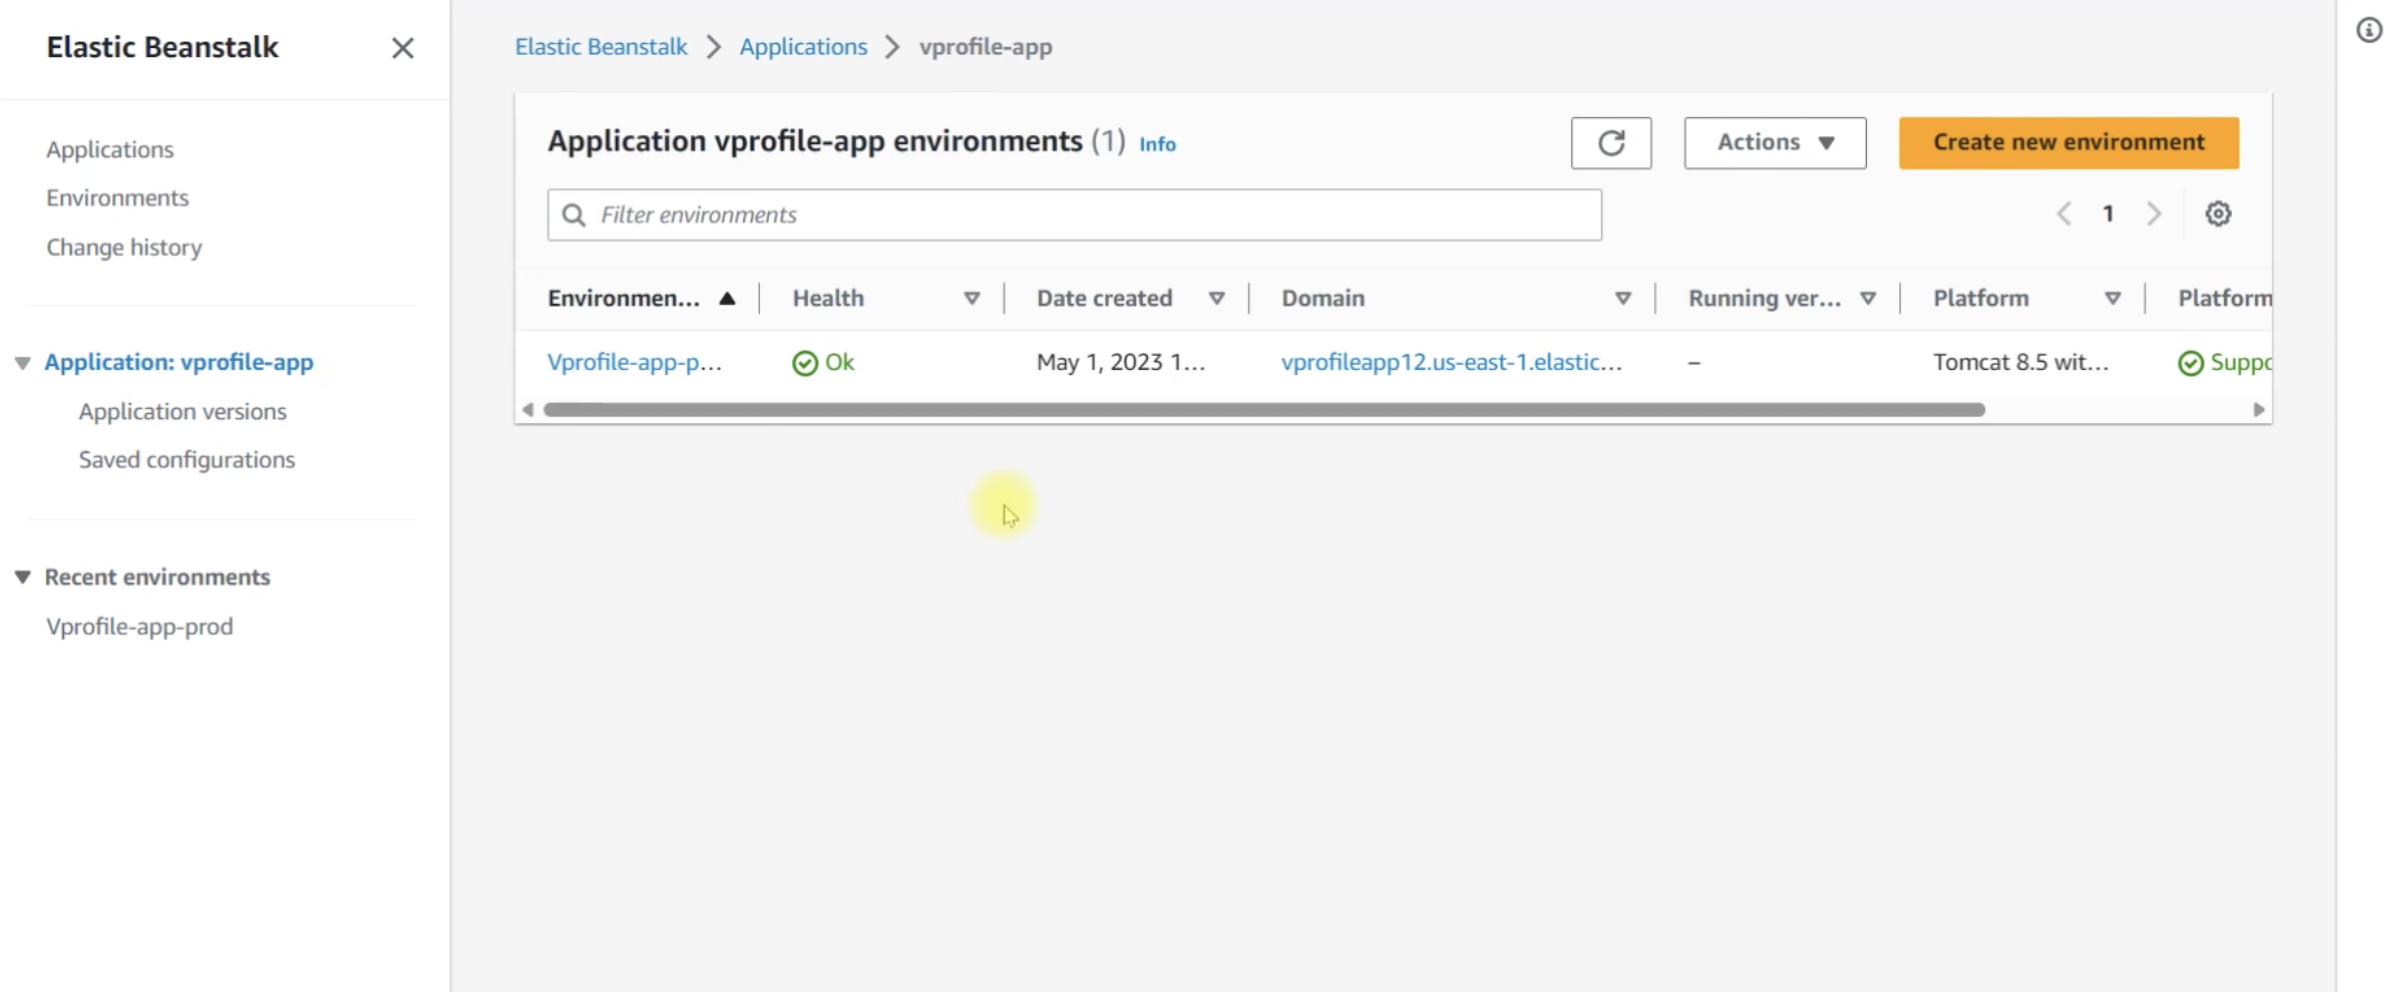 Elastic Beanstalk
Applications
Environments
Change history
Application: vprofile-app
Application versions
Saved configurations
Recent environments
Vprofile-app-prod
Elastic Beanstalk Applications vprofile-app
Application vprofile-app environments (1) Info
Actions
Create new environment
Filter environments
1
Environmen... Health Date created Domain Running ver... Platform Platform
Vprofile-app-p... Ok May 1, 2023 1... vprofileapp12.us-east-1.elastic... – Tomcat 8.5 wit... Suppo